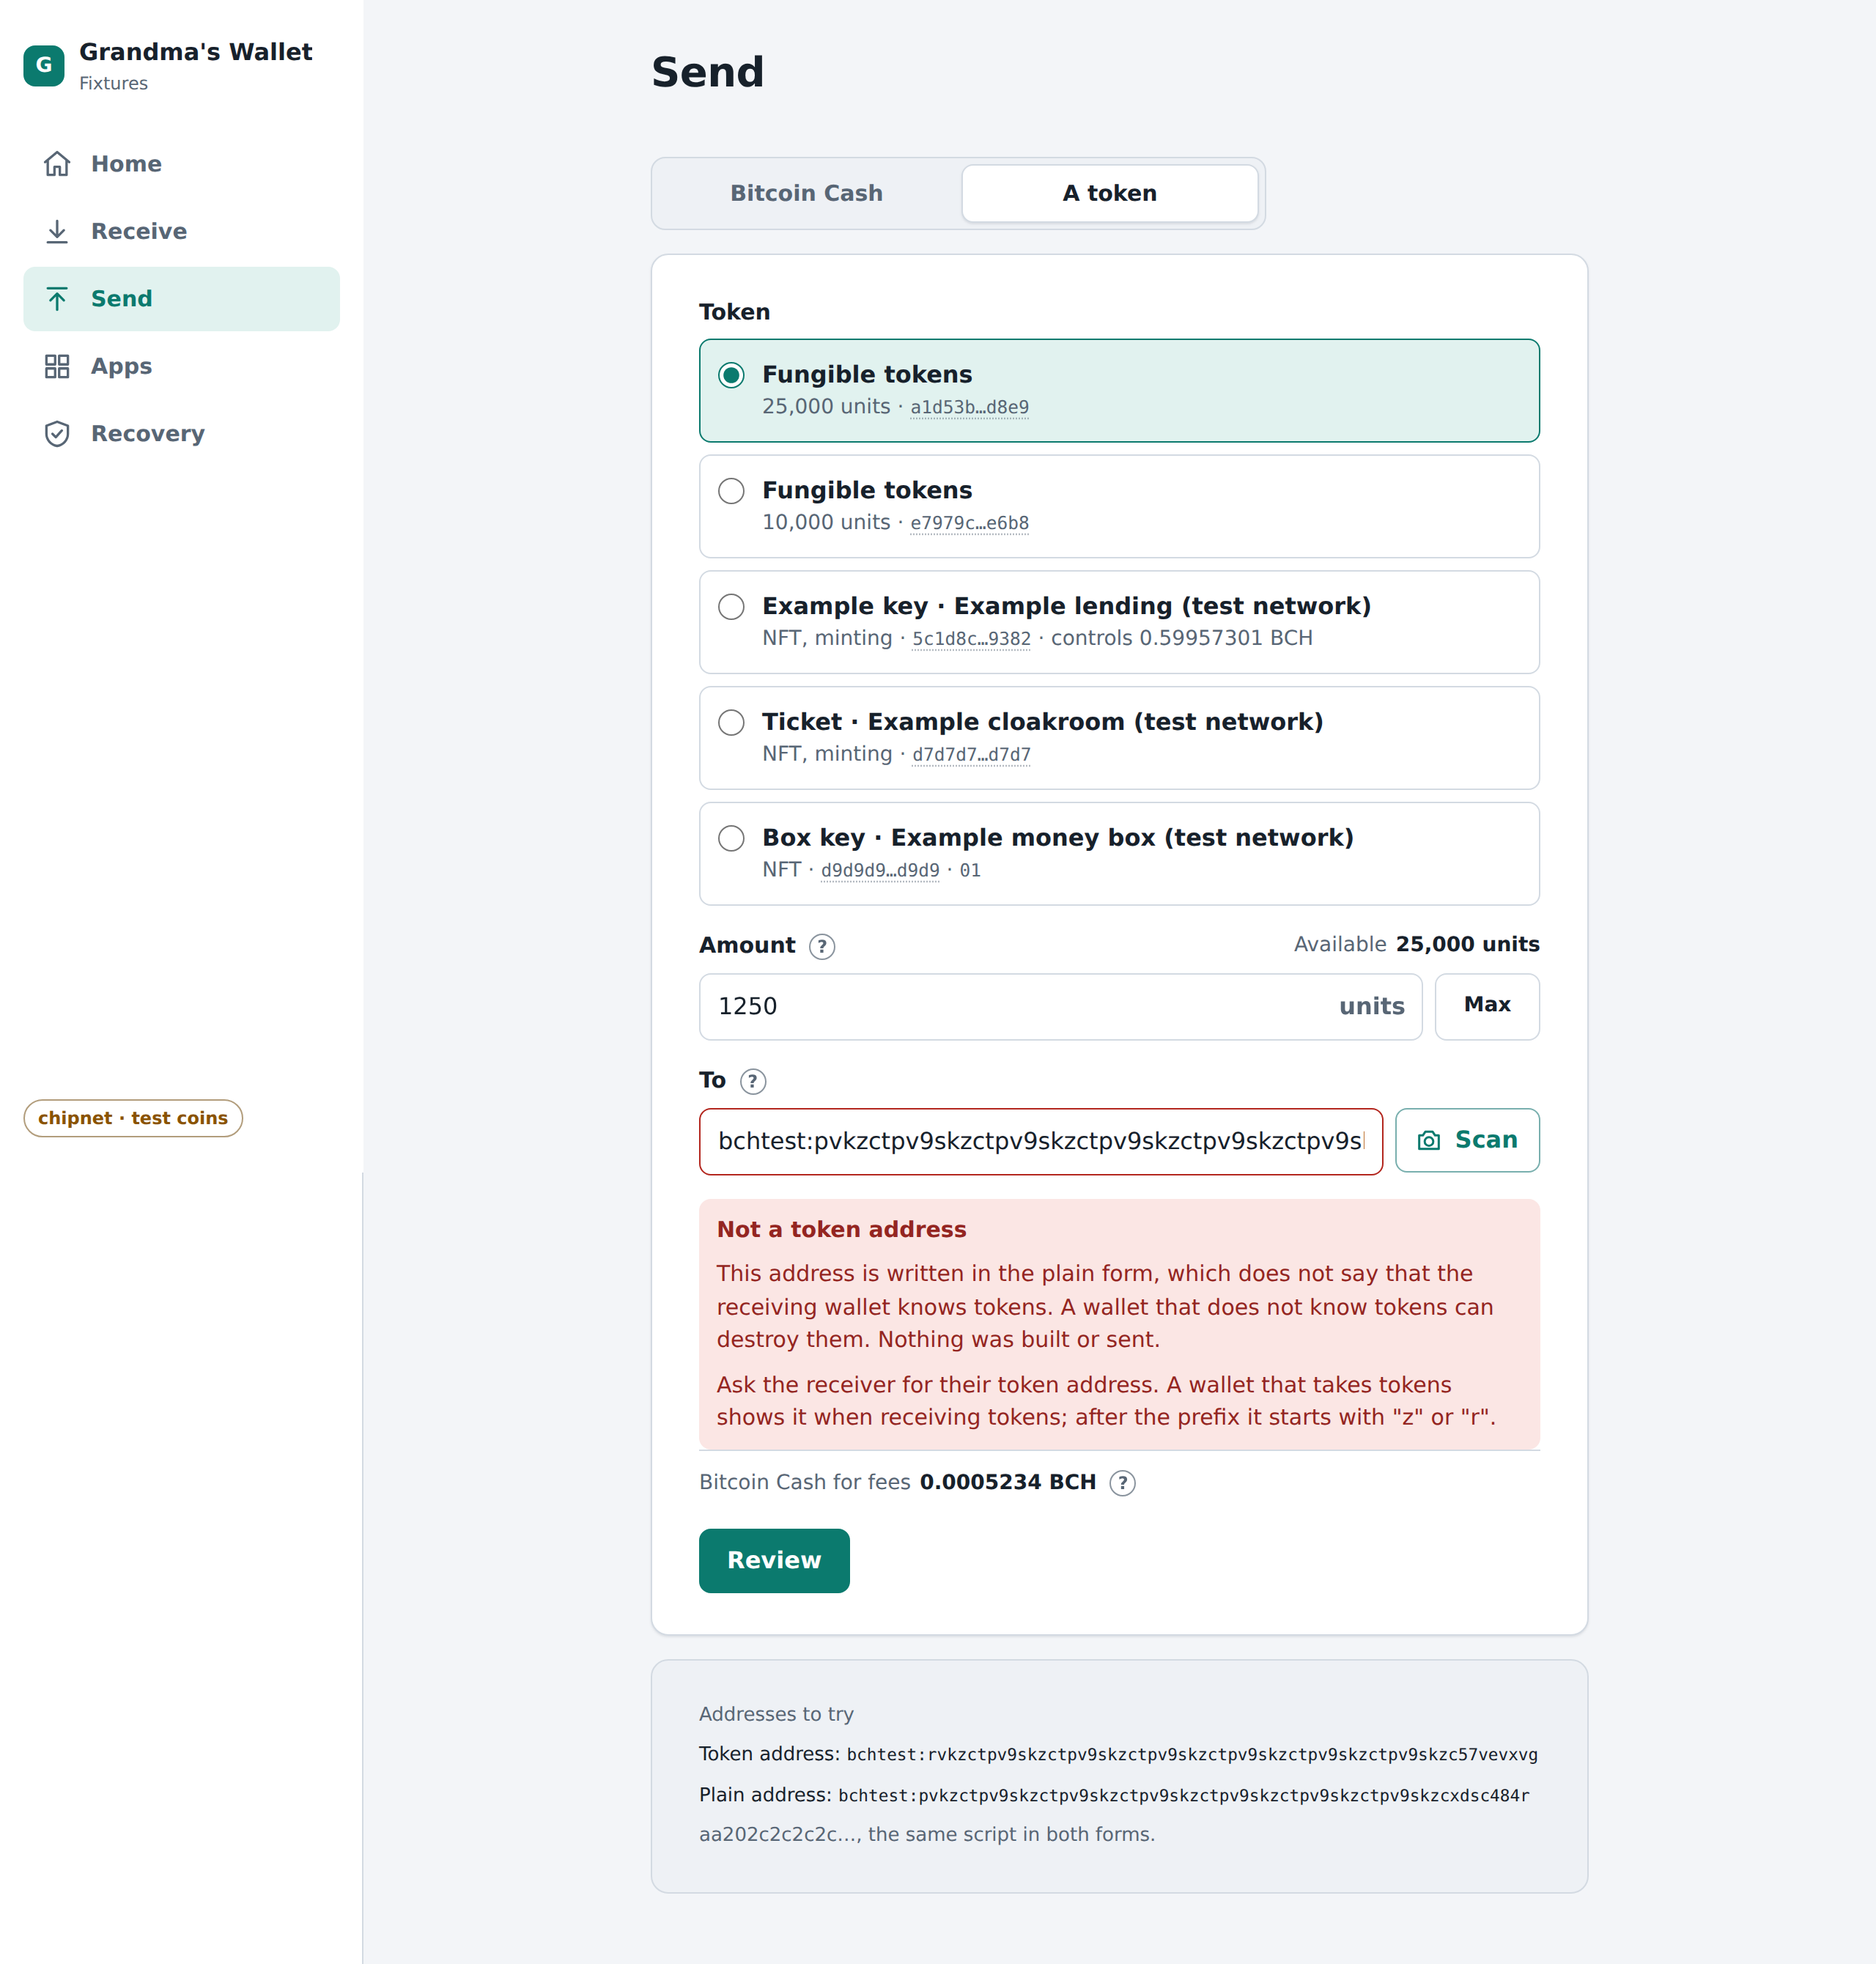 G
Grandma's Wallet
Fixtures
Home
Receive
Send
Apps
Recovery
chipnet · test coins
Send
Bitcoin Cash
A token
Token
Fungible tokens
25,000 units · a1d53b…d8e9
Fungible tokens
10,000 units · e7979c…e6b8
Example key · Example lending (test network)
NFT, minting · 5c1d8c…9382 · controls 0.59957301 BCH
Ticket · Example cloakroom (test network)
NFT, minting · d7d7d7…d7d7
Box key · Example money box (test network)
NFT · d9d9d9…d9d9 · 01
Amount ?
Available 25,000 units
1250 units
Max
To ?
bchtest:pvkzctpv9skzctpv9skzctpv9skzctpv9skzctpv9s
Scan
Not a token address
This address is written in the plain form, which does not say that the
receiving wallet knows tokens. A wallet that does not know tokens can
destroy them. Nothing was built or sent.
Ask the receiver for their token address. A wallet that takes tokens
shows it when receiving tokens; after the prefix it starts with "z" or "r".
Bitcoin Cash for fees 0.0005234 BCH ?
Review
Addresses to try
Token address: bchtest:rvkzctpv9skzctpv9skzctpv9skzctpv9skzctpv9skzctpv9skzc57vevxvg
Plain address: bchtest:pvkzctpv9skzctpv9skzctpv9skzctpv9skzctpv9skzctpv9skzcxdsc484r
aa202c2c2c2c…, the same script in both forms.